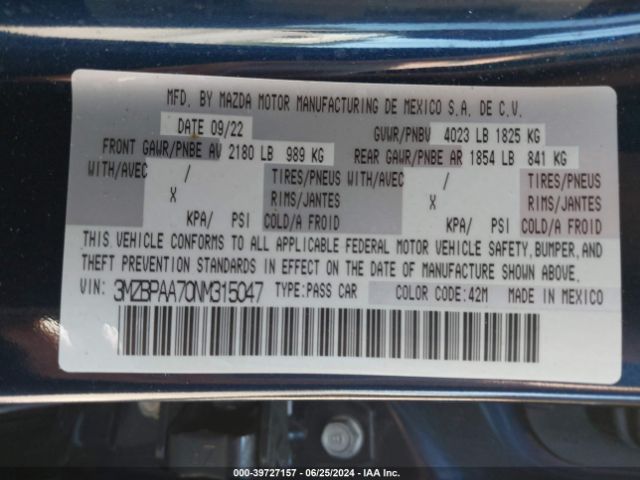 MFD. BY MAZDA MOTOR MANUFACTURING DE MEXICO S.A. DE C.V.
DATE 09/22 GVWR/PNBV 4023 LB 1825 KG
FRONT GAWR/PNBE AV 2180 LB 989 KG REAR GAWR/PNBE AR 1854 LB 841 KG
WITH/AVEC / TIRES/PNEUS WITH/AVEC / TIRES/PNEUS
X RIMS/JANTES X RIMS/JANTES
KPA/ PSI COLD/A FROID KPA/ PSI COLD/A FROID
THIS VEHICLE CONFORMS TO ALL APPLICABLE FEDERAL MOTOR VEHICLE SAFETY, BUMPER, AND
THEFT PREVENTION STANDARDS IN EFFECT ON THE DATE OF MANUFACTURE SHOWN ABOVE.
VIN: 3MZBPAA70NM315047 TYPE:PASS CAR COLOR CODE:42M MADE IN MEXICO
000-39727157 - 06/25/2024 - IAA Inc.